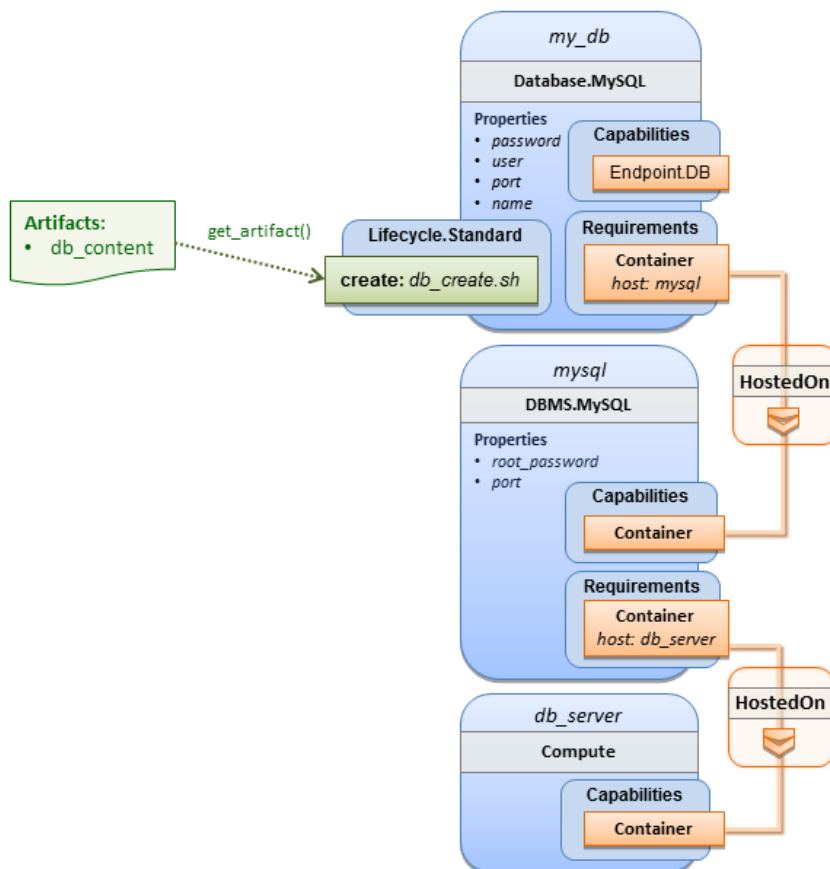 my_db
Database.MySQL
Properties
• password
• user
• port
• name
Capabilities
Endpoint.DB
Requirements
Container
host: mysql
Artifacts:
• db_content
get_artifact()
Lifecycle.Standard
create: db_create.sh
HostedOn
mysql
DBMS.MySQL
Properties
• root_password
• port
Capabilities
Container
Requirements
Container
host: db_server
HostedOn
db_server
Compute
Capabilities
Container